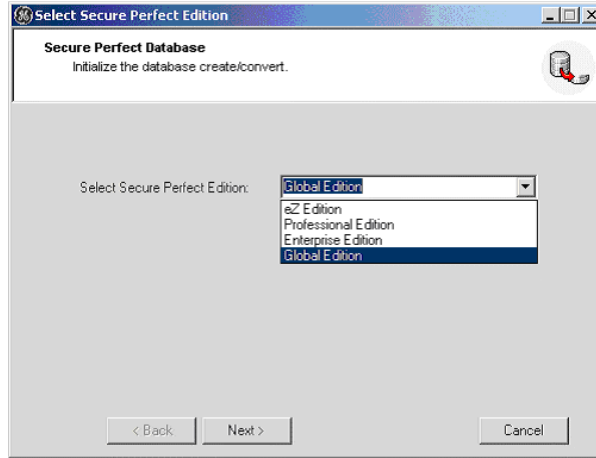 Select Secure Perfect Edition
Secure Perfect Database
Initialize the database create/convert.
Select Secure Perfect Edition:
Global Edition
eZ Edition
Professional Edition
Enterprise Edition
Global Edition
< Back
Next >
Cancel